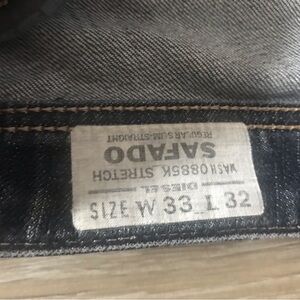 REGULAR SLIM-STRAIGHT
SAFADO
WASH 0885K STRETCH
DIESEL
SIZE W 33 L 32